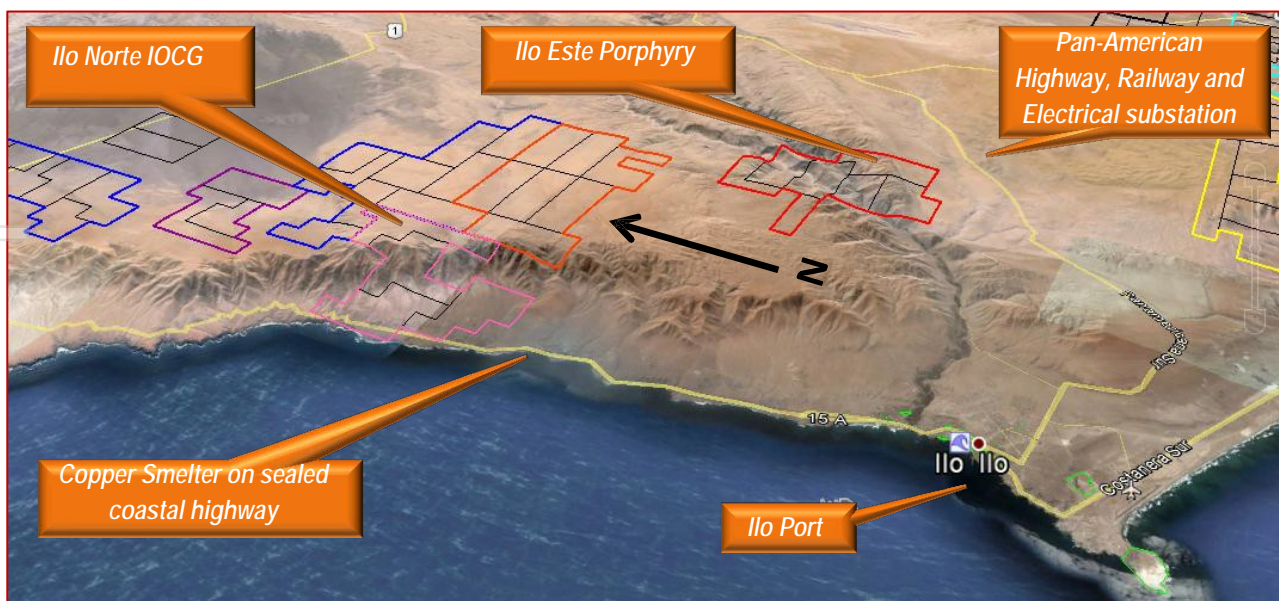 1
Ilo Norte IOCG
Ilo Este Porphyry
Pan-American
Highway, Railway and
Electrical substation
N
15 A
Ilo Ilo
Costanera Sur
Copper Smelter on sealed
coastal highway
Ilo Port